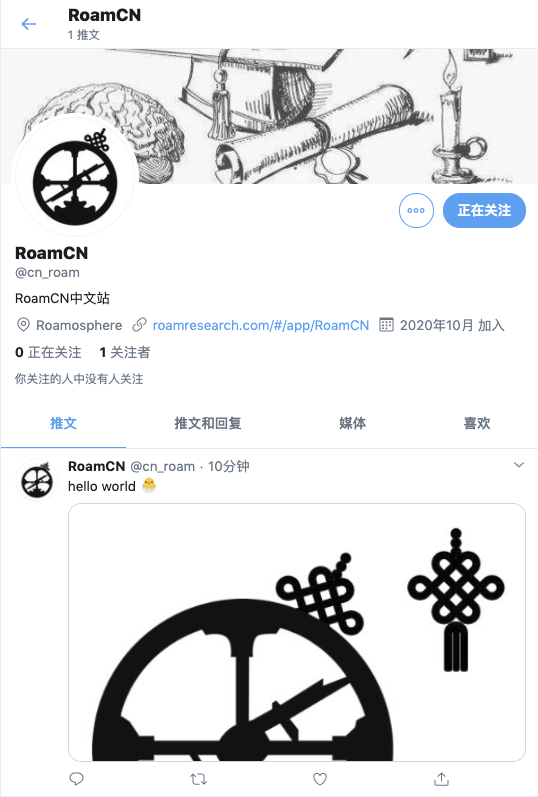 RoamCN
1 推文
正在关注
RoamCN
@cn_roam
RoamCN中文站
Roamosphere roamresearch.com/#/app/RoamCN 2020年10月 加入
0 正在关注 1 关注者
你关注的人中没有人关注
推文 推文和回复 媒体 喜欢
RoamCN @cn_roam · 10分钟
hello world 🐣